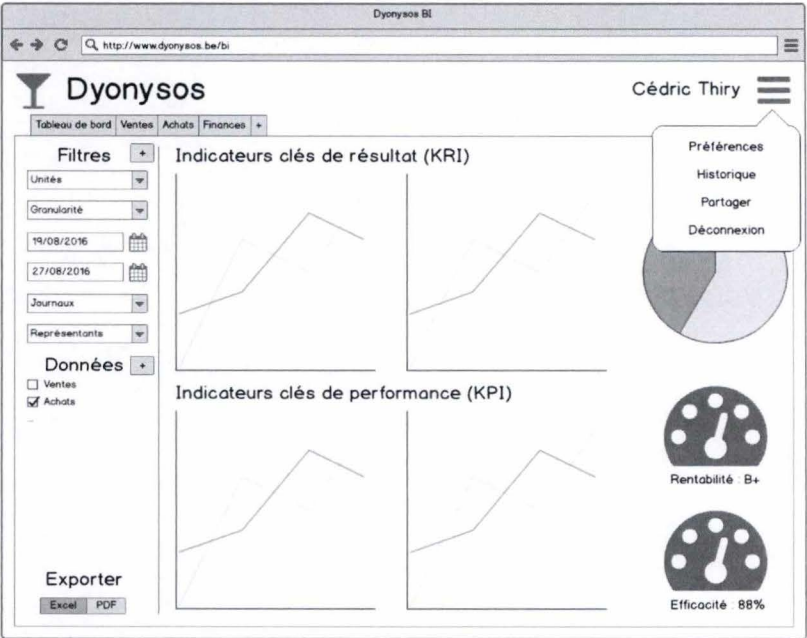 Dyonysos BI
http://www.dyonysos.be/bi
Dyonysos
Cédric Thiry
Tableau de bord Ventes Achats Finances +
Préférences
Historique
Partager
Déconnexion
Filtres +
Unités
Granularité
19/08/2016
27/08/2016
Journaux
Représentants
Données +
Ventes
Achats
Exporter
Excel PDF
Indicateurs clés de résultat (KRI)
Indicateurs clés de performance (KPI)
Rentabilité : B+
Efficacité : 88%